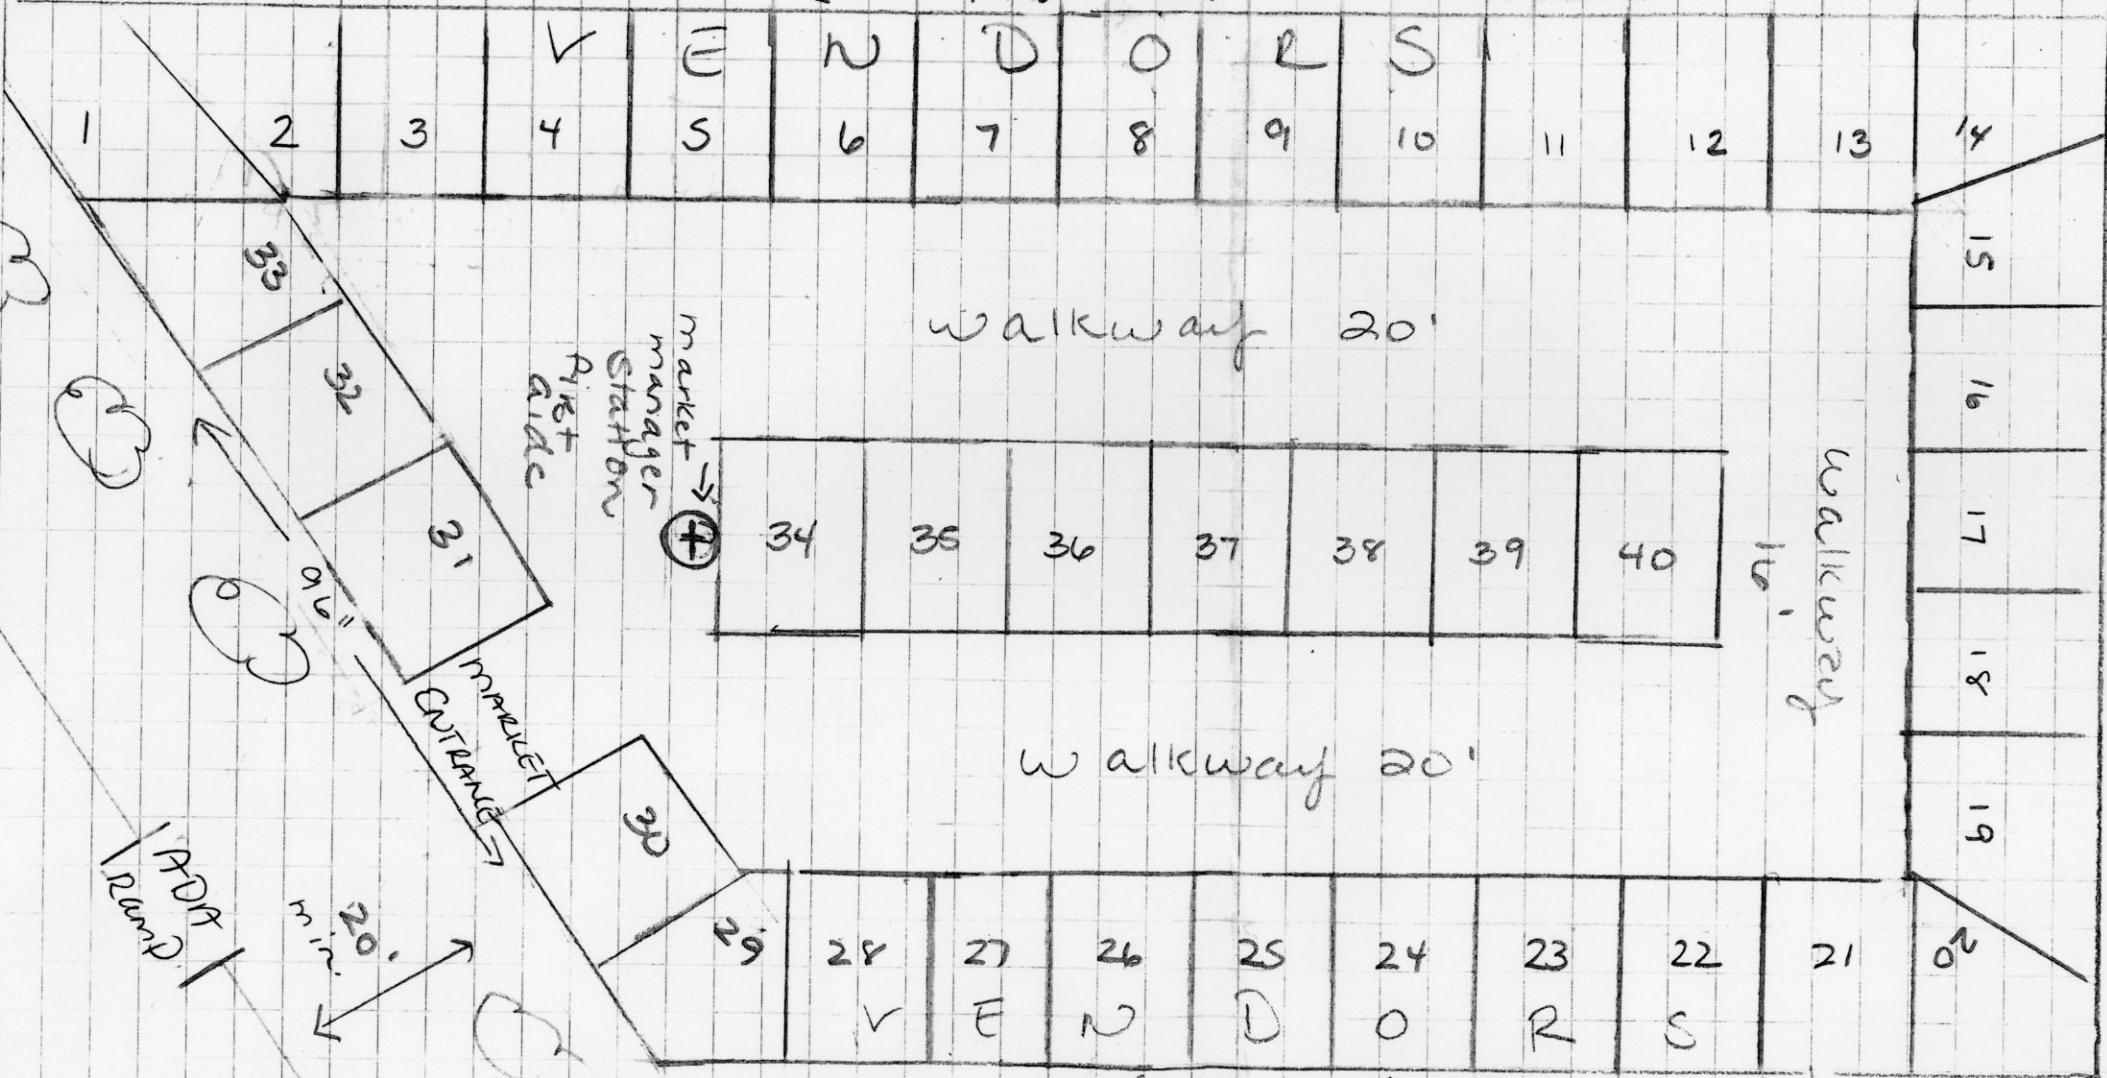 V E N D O R S
1 2 3 4 5 6 7 8 9 10 11 12 13 14
33
15
walkway 20'
market
manager
station
First
aide
32
16
walkway
31
+
34 35 36 37 38 39 40
16'
17
96"
18
MARKET
ENTRANCE
walkway 20'
30
19
ADA
Ramp
20'
min.
29 28 27 26 25 24 23 22 21 20
V E N D O R S